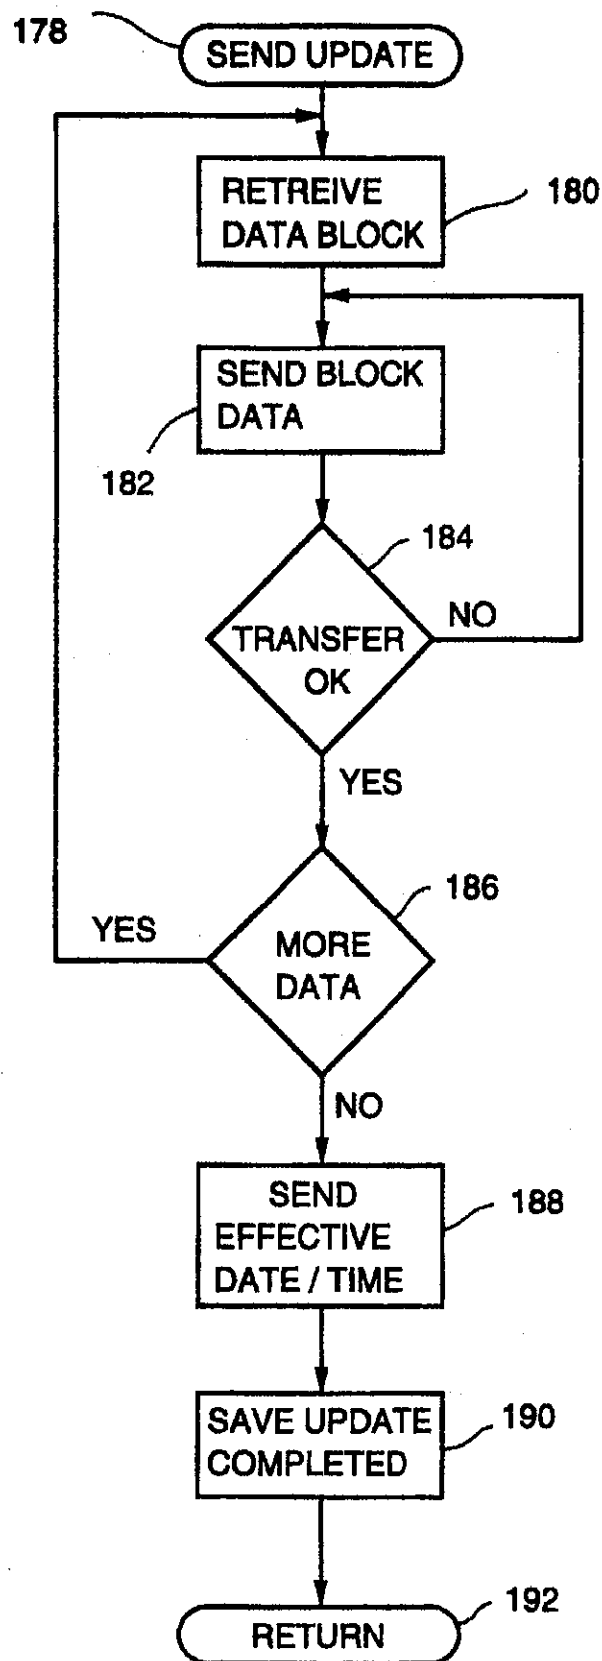 178
SEND UPDATE
RETREIVE
DATA BLOCK
180
SEND BLOCK
DATA
182
184
TRANSFER
OK
NO
YES
186
YES
MORE
DATA
NO
SEND
EFFECTIVE
DATE / TIME
188
SAVE UPDATE
COMPLETED
190
192
RETURN